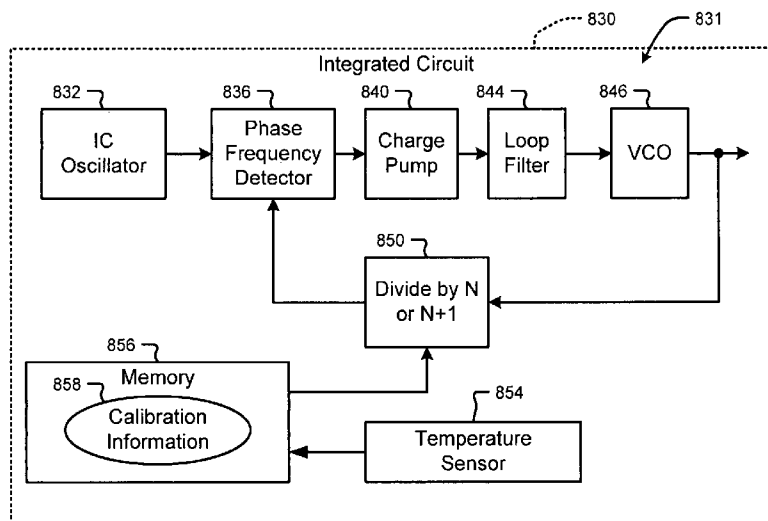 830
831
Integrated Circuit
832
836
840
844
846
IC
Oscillator
Phase
Frequency
Detector
Charge
Pump
Loop
Filter
VCO
850
Divide by N
or N+1
856
Memory
858
Calibration
Information
854
Temperature
Sensor